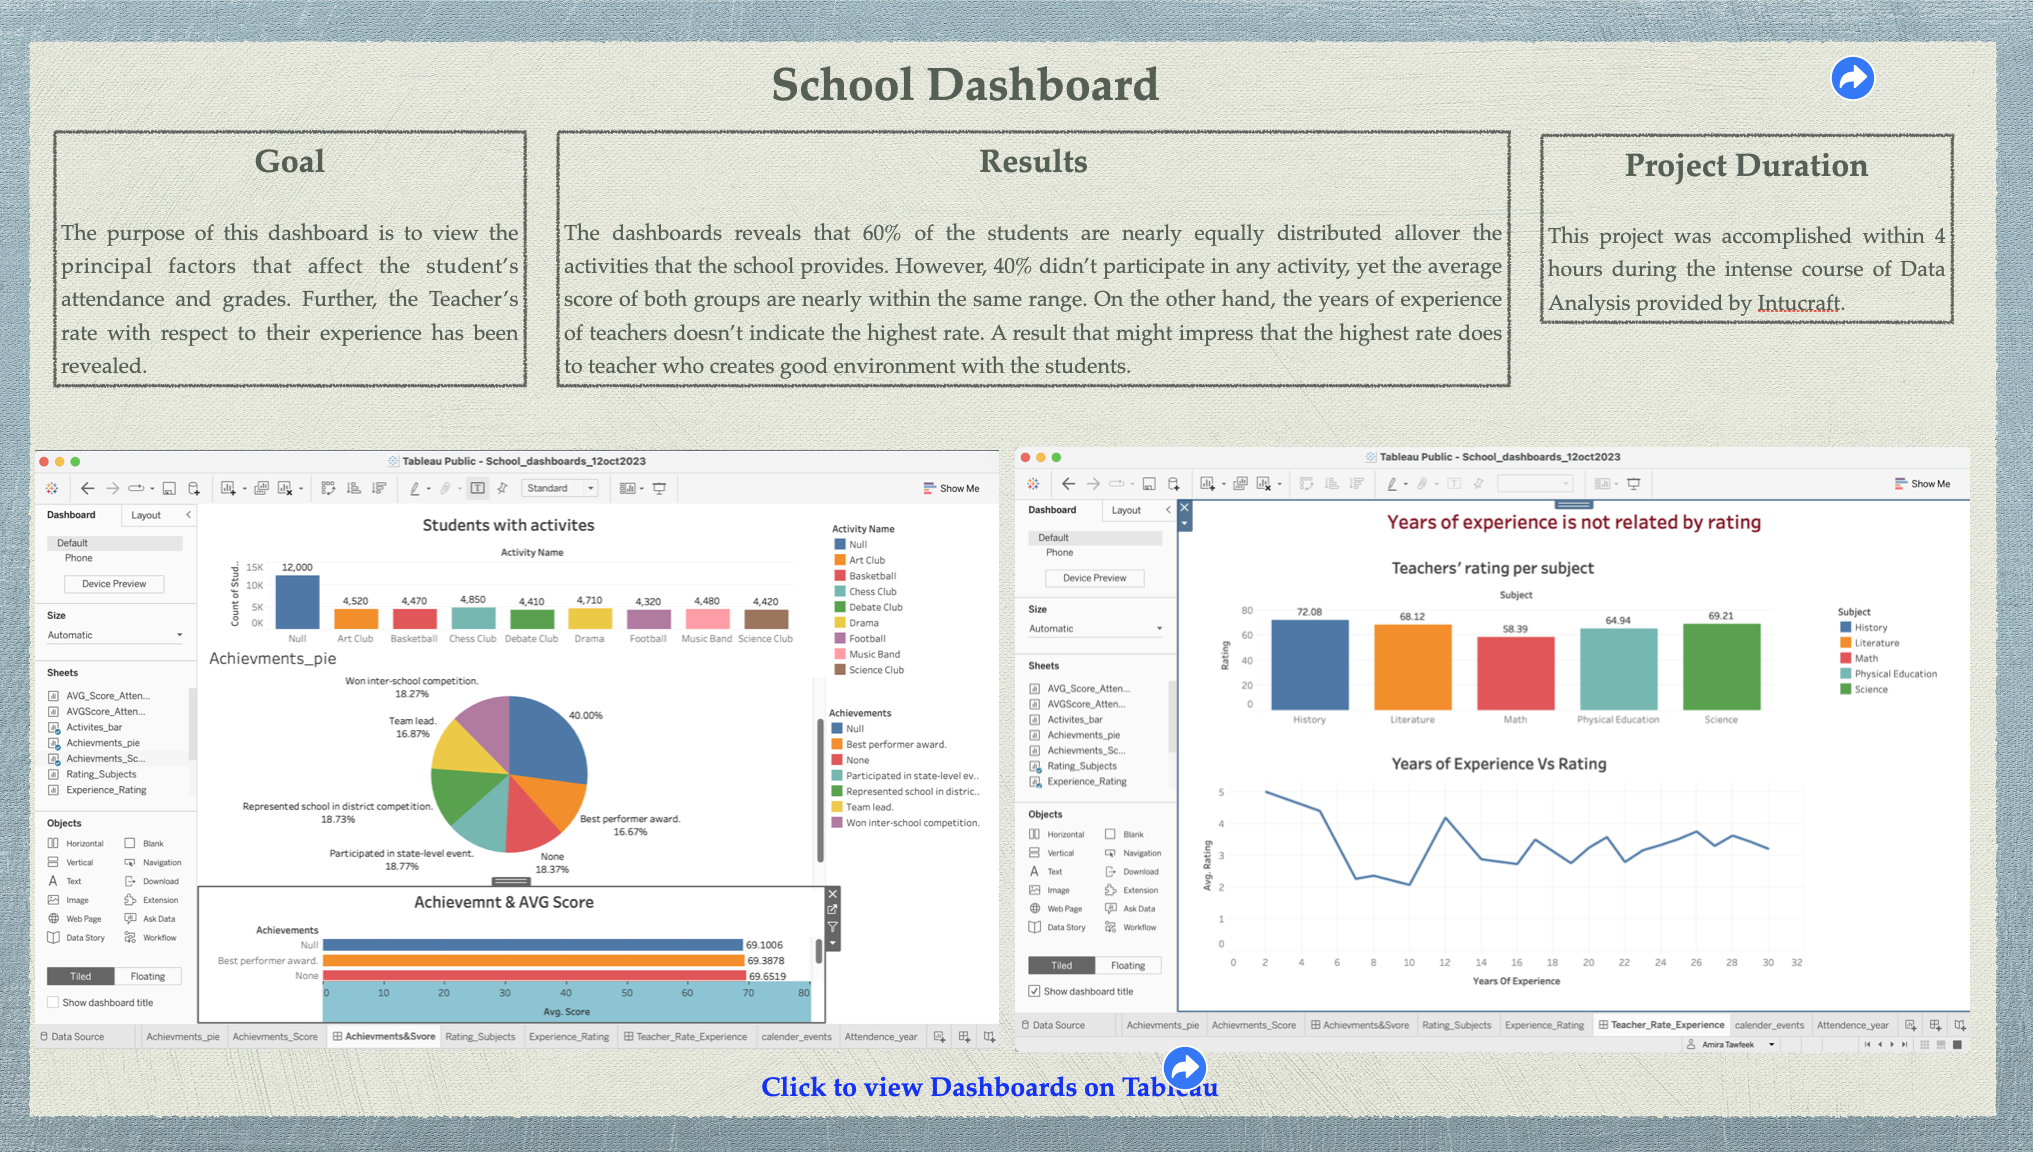 School Dashboard
Goal
The purpose of this dashboard is to view the
principal factors that affect the student's
attendance and grades. Further, the Teacher's
rate with respect to their experience has been
revealed.
Results
The dashboards reveals that 60% of the students are nearly equally distributed allover the
activities that the school provides. However, 40% didn't participate in any activity, yet the average
score of both groups are nearly within the same range. On the other hand, the years of experience
of teachers doesn't indicate the highest rate. A result that might impress that the highest rate does
to teacher who creates good environment with the students.
Project Duration
This project was accomplished within 4
hours during the intense course of Data
Analysis provided by Intucraft.
Tableau Public - School_dashboards_12oct2023
Standard
Show Me
Dashboard Layout
Default
Phone
Device Preview
Size
Automatic
Sheets
AVG_Score_Atten...
AVGScore_Atten...
Activites_bar
Achievments_pie
Achievments_Sc...
Rating_Subjects
Experience_Rating
Objects
Horizontal Blank
Vertical Navigation
Text Download
Image Extension
Web Page Ask Data
Data Story Workflow
Tiled Floating
Show dashboard title
Students with activites
Activity Name
Count of Stud..
15K
10K
5K
0K
12,000 4,520 4,470 4,850 4,410 4,710 4,320 4,480 4,420
Null Art Club Basketball Chess Club Debate Club Drama Football Music Band Science Club
Activity Name
Null
Art Club
Basketball
Chess Club
Debate Club
Drama
Football
Music Band
Science Club
Achievments_pie
Won inter-school competition.
18.27%
40.00%
Team lead.
16.87%
Represented school in district competition.
18.73%
Best performer award.
16.67%
Participated in state-level event.
18.77%
None
18.37%
Achievements
Null
Best performer award.
None
Participated in state-level ev..
Represented school in distric..
Team lead.
Won inter-school competition.
Achievemnt & AVG Score
Achievements
Null 69.1006
Best performer award. 69.3878
None 69.6519
0 10 20 30 40 50 60 70 80
Avg. Score
Data Source Achievments_pie Achievments_Score Achievments&Svore Rating_Subjects Experience_Rating Teacher_Rate_Experience calender_events Attendence_year
Tableau Public - School_dashboards_12oct2023
Show Me
Dashboard Layout
Default
Phone
Device Preview
Size
Automatic
Sheets
AVG_Score_Atten...
AVGScore_Atten...
Activites_bar
Achievments_pie
Achievments_Sc...
Rating_Subjects
Experience_Rating
Objects
Horizontal Blank
Vertical Navigation
Text Download
Image Extension
Web Page Ask Data
Data Story Workflow
Tiled Floating
Show dashboard title
Years of experience is not related by rating
Teachers' rating per subject
Subject
Rating
80
60
40
20
0
72.08 68.12 58.39 64.94 69.21
History Literature Math Physical Education Science
Subject
History
Literature
Math
Physical Education
Science
Years of Experience Vs Rating
Avg. Rating
5
4
3
2
1
0
0 2 4 6 8 10 12 14 16 18 20 22 24 26 28 30 32
Years Of Experience
Data Source Achievments_pie Achievments_Score Achievments&Svore Rating_Subjects Experience_Rating Teacher_Rate_Experience calender_events Attendence_year
Amira Tawfeek
Click to view Dashboards on Tableau